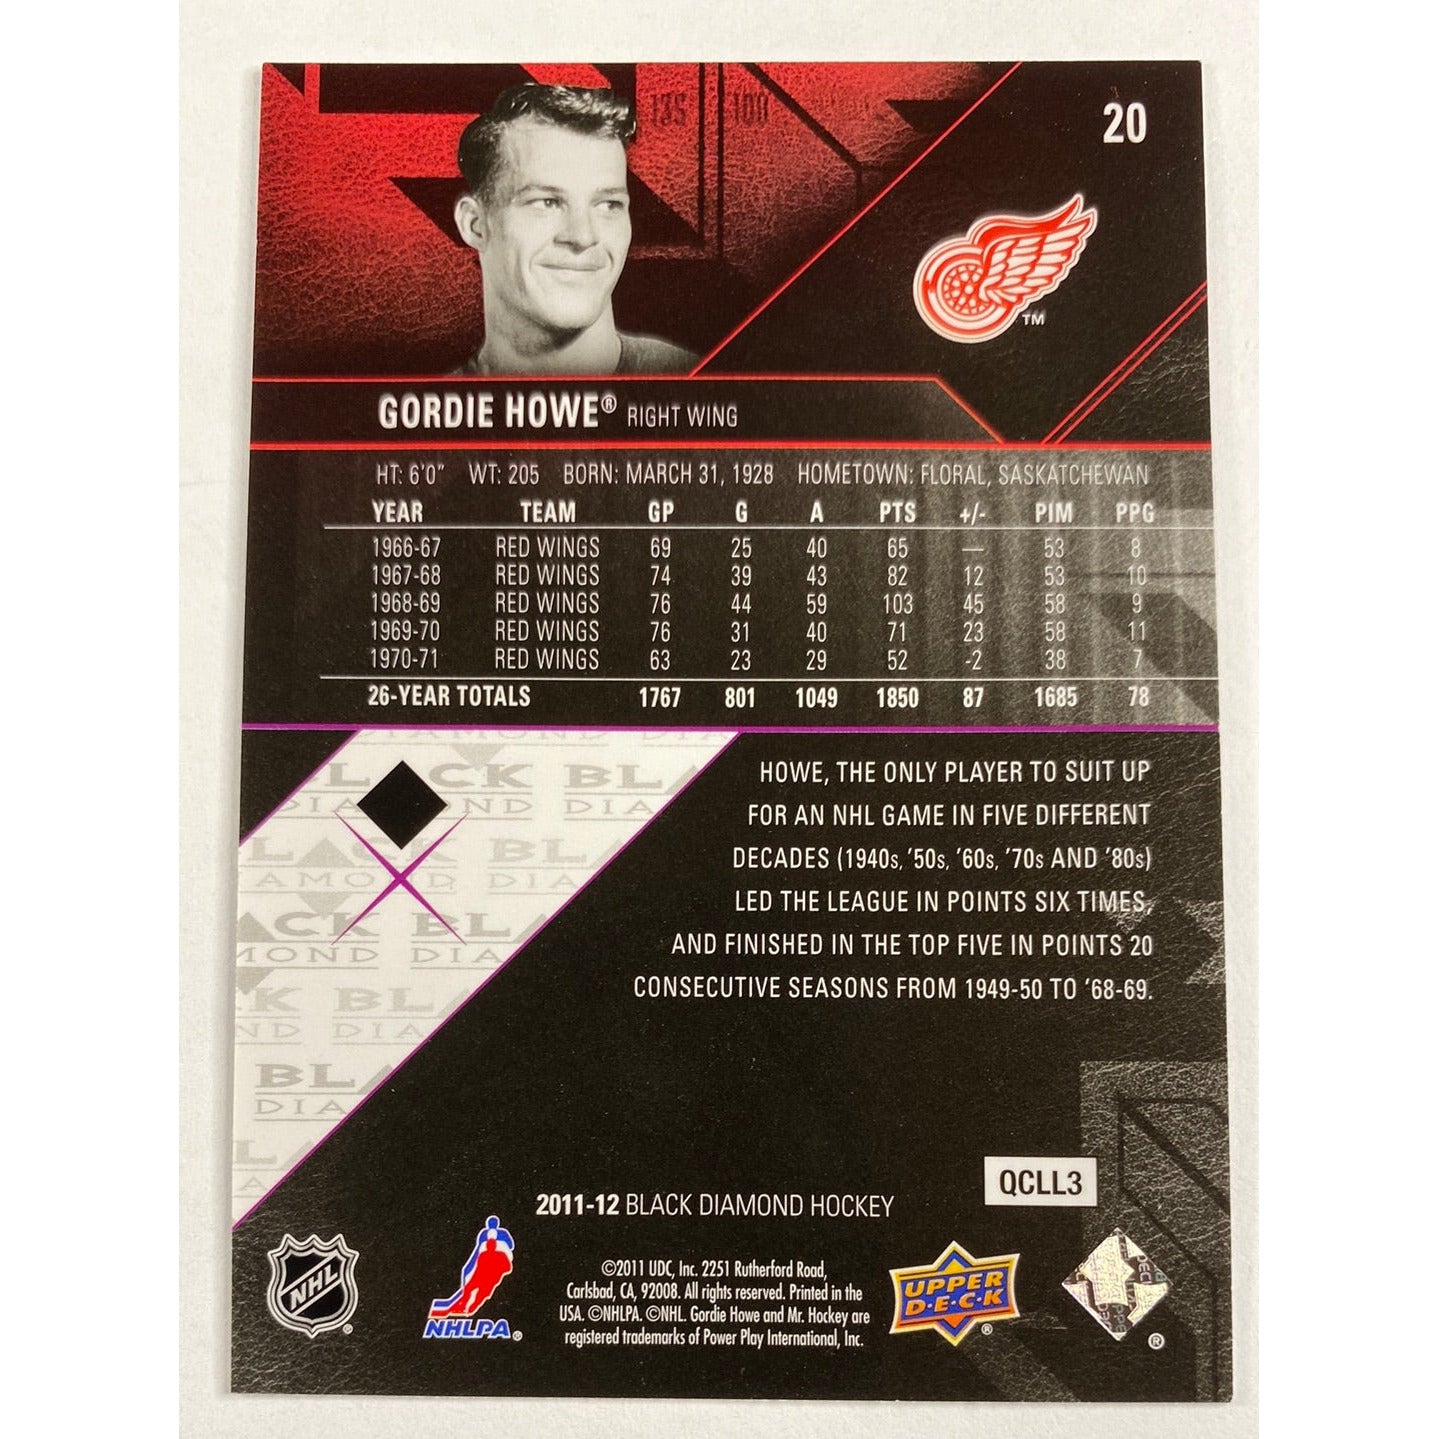 135 100
20
TM
GORDIE HOWE® RIGHT WING
HT: 6'0" WT: 205 BORN: MARCH 31, 1928 HOMETOWN: FLORAL, SASKATCHEWAN
YEAR TEAM GP G A PTS +/- PIM PPG
1966-67 RED WINGS 69 25 40 65 — 53 8
1967-68 RED WINGS 74 39 43 82 12 53 10
1968-69 RED WINGS 76 44 59 103 45 58 9
1969-70 RED WINGS 76 31 40 71 23 58 11
1970-71 RED WINGS 63 23 29 52 -2 38 7
26-YEAR TOTALS 1767 801 1049 1850 87 1685 78
HOWE, THE ONLY PLAYER TO SUIT UP
FOR AN NHL GAME IN FIVE DIFFERENT
DECADES (1940s, '50s, '60s, '70s AND '80s)
LED THE LEAGUE IN POINTS SIX TIMES,
AND FINISHED IN THE TOP FIVE IN POINTS 20
CONSECUTIVE SEASONS FROM 1949-50 TO '68-69.
QCLL3
2011-12 BLACK DIAMOND HOCKEY
©2011 UDC, Inc. 2251 Rutherford Road,
Carlsbad, CA, 92008. All rights reserved. Printed in the
USA. ©NHLPA. ©NHL. Gordie Howe and Mr. Hockey are
registered trademarks of Power Play International, Inc.
NHL®
NHLPA®
UPPER
D·E·C·K®
®